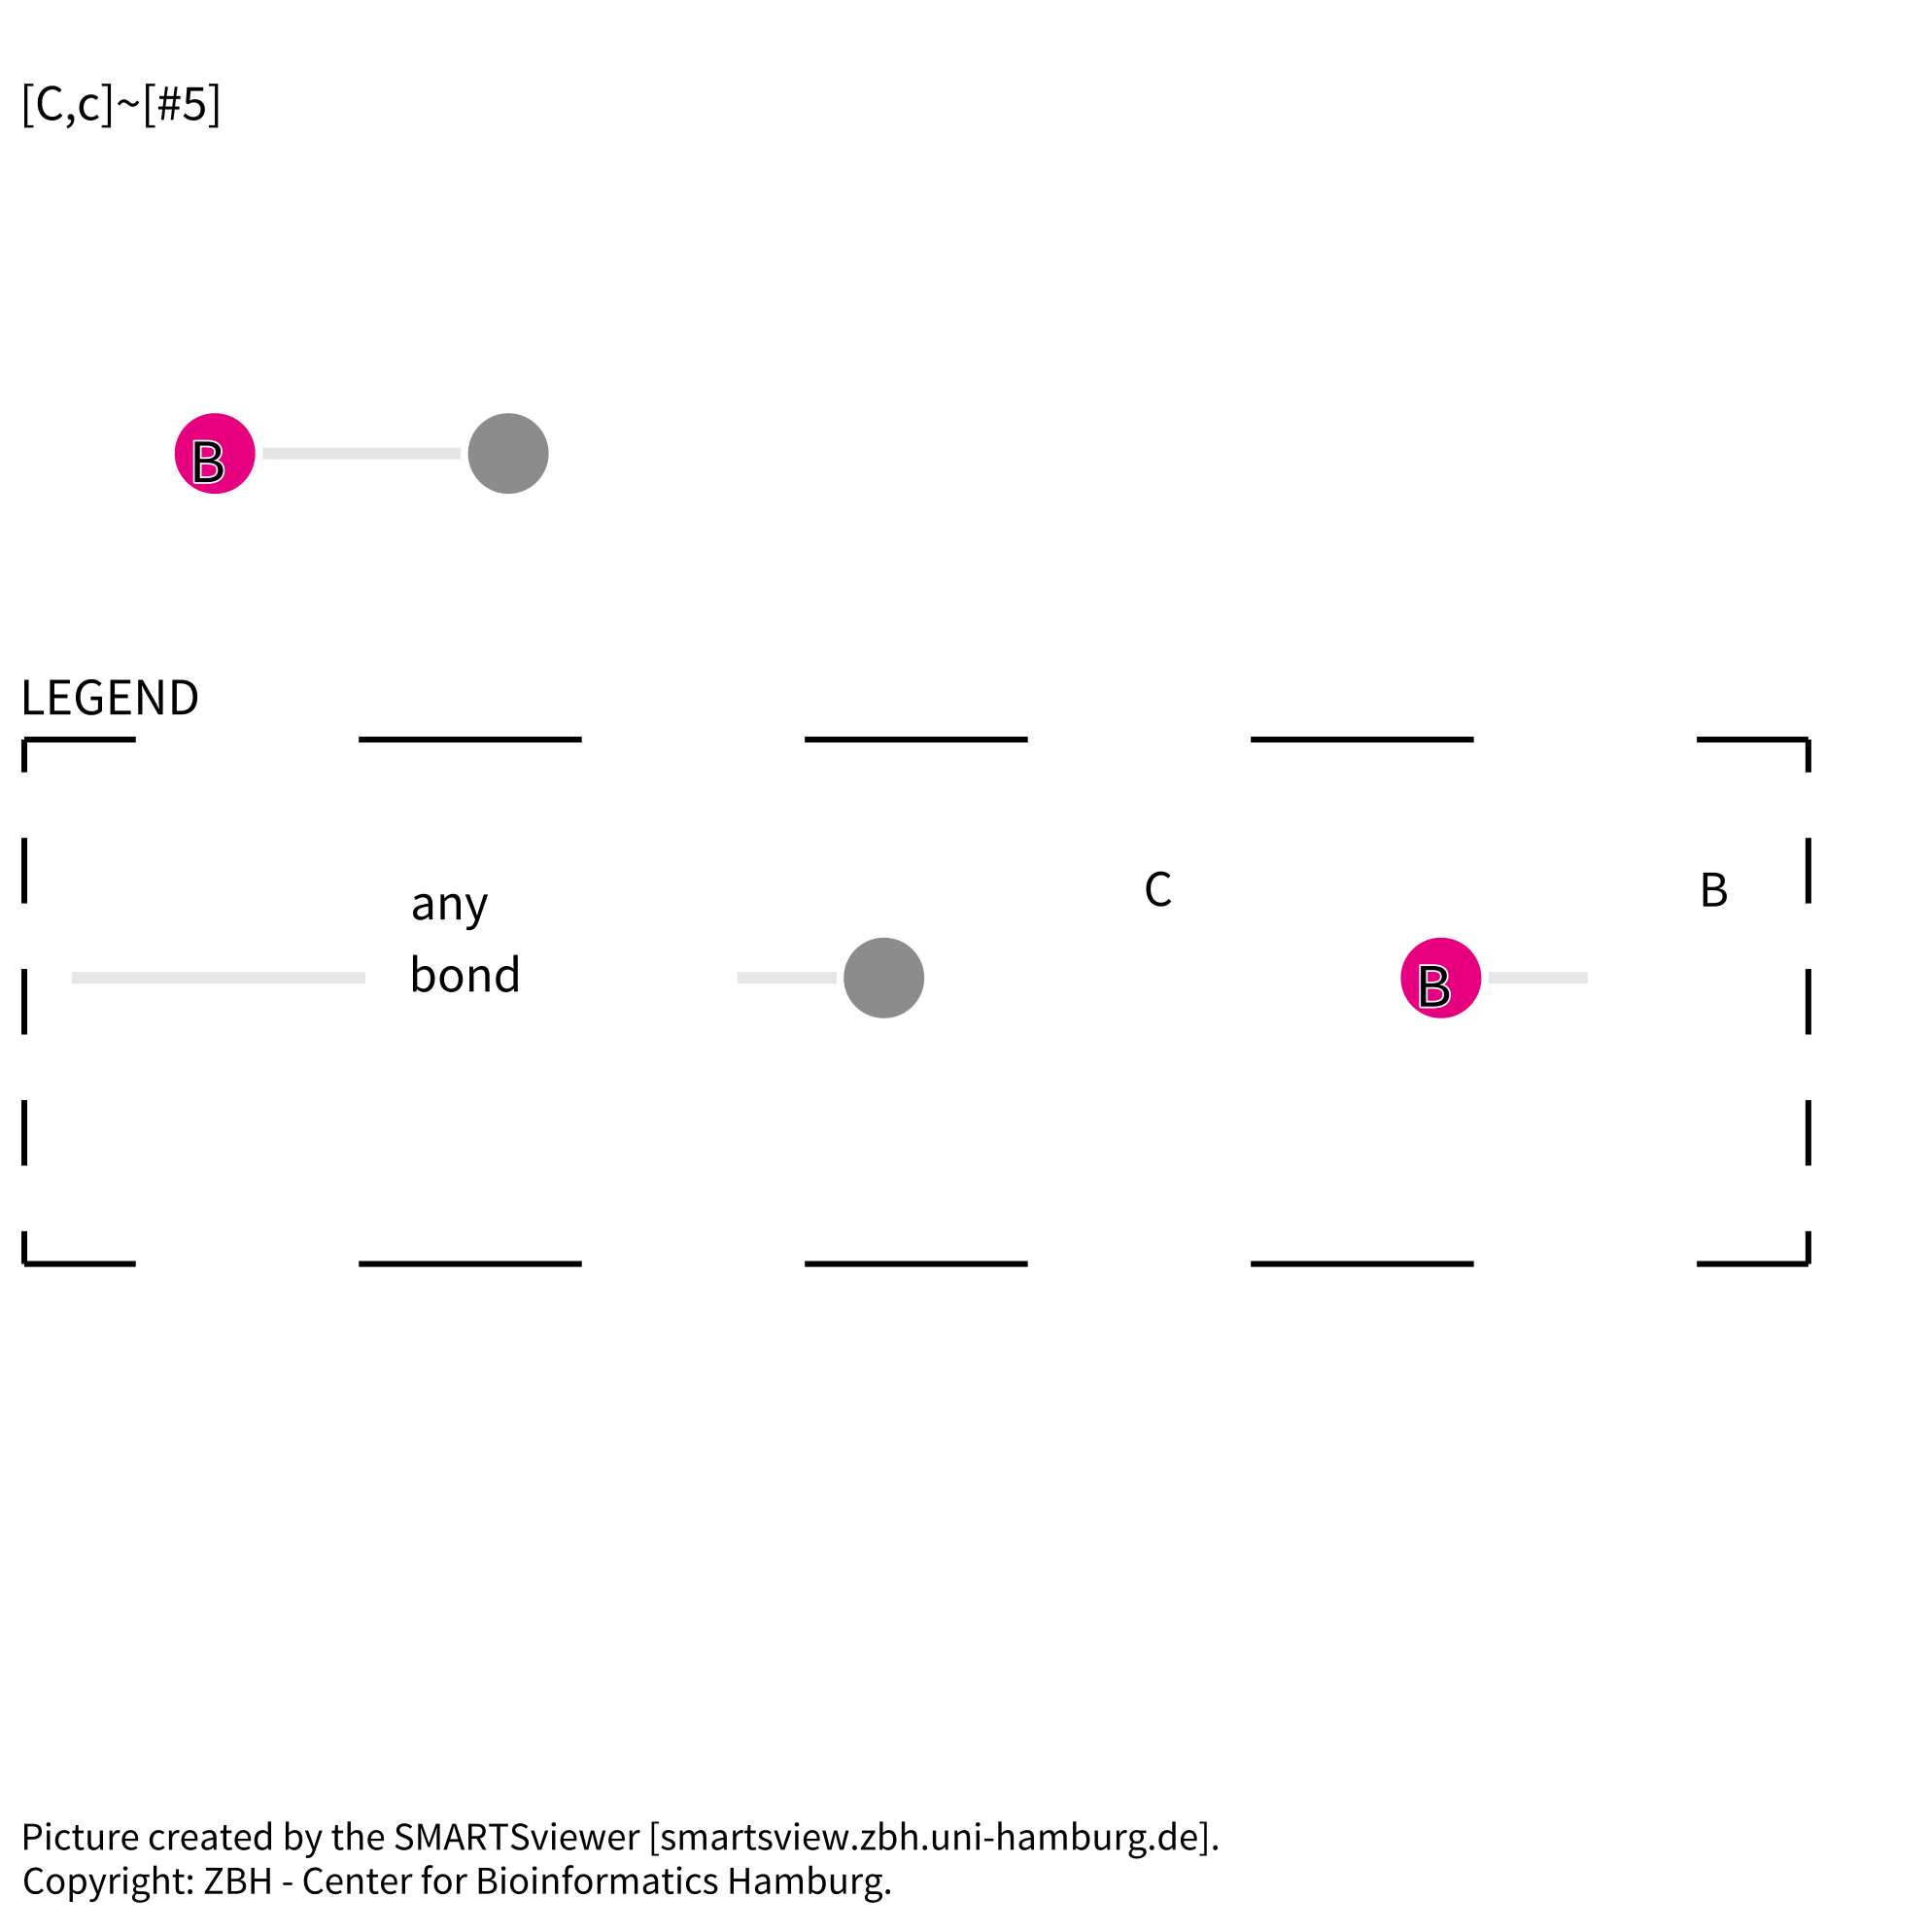 [C,c]~[#5]
B
LEGEND
any
bond
C
B
B
Picture created by the SMARTSviewer [smartsview.zbh.uni-hamburg.de].
Copyright: ZBH - Center for Bioinformatics Hamburg.